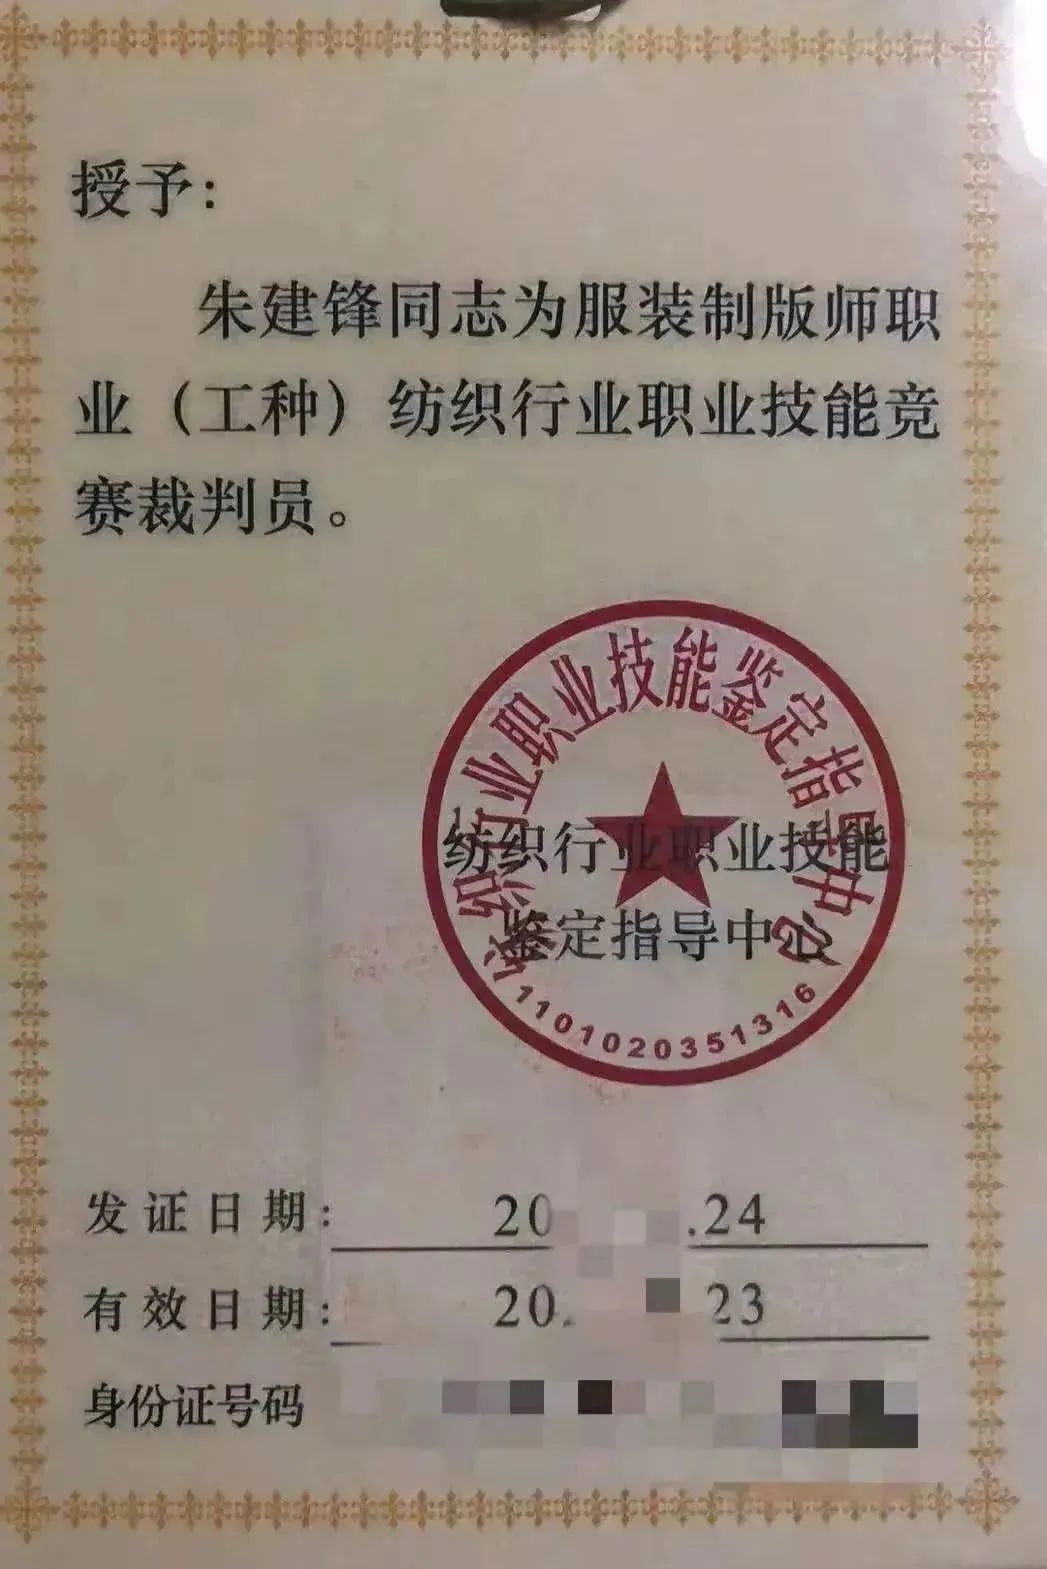 授予：
朱建锋同志为服装制版师职
业（工种）纺织行业职业技能竞
赛裁判员。
纺织行业职业技能鉴定指导中心
纺织行业职业技能
鉴定指导中心
1101020351316
发证日期： 20 .24
有效日期： 20. 23
身份证号码